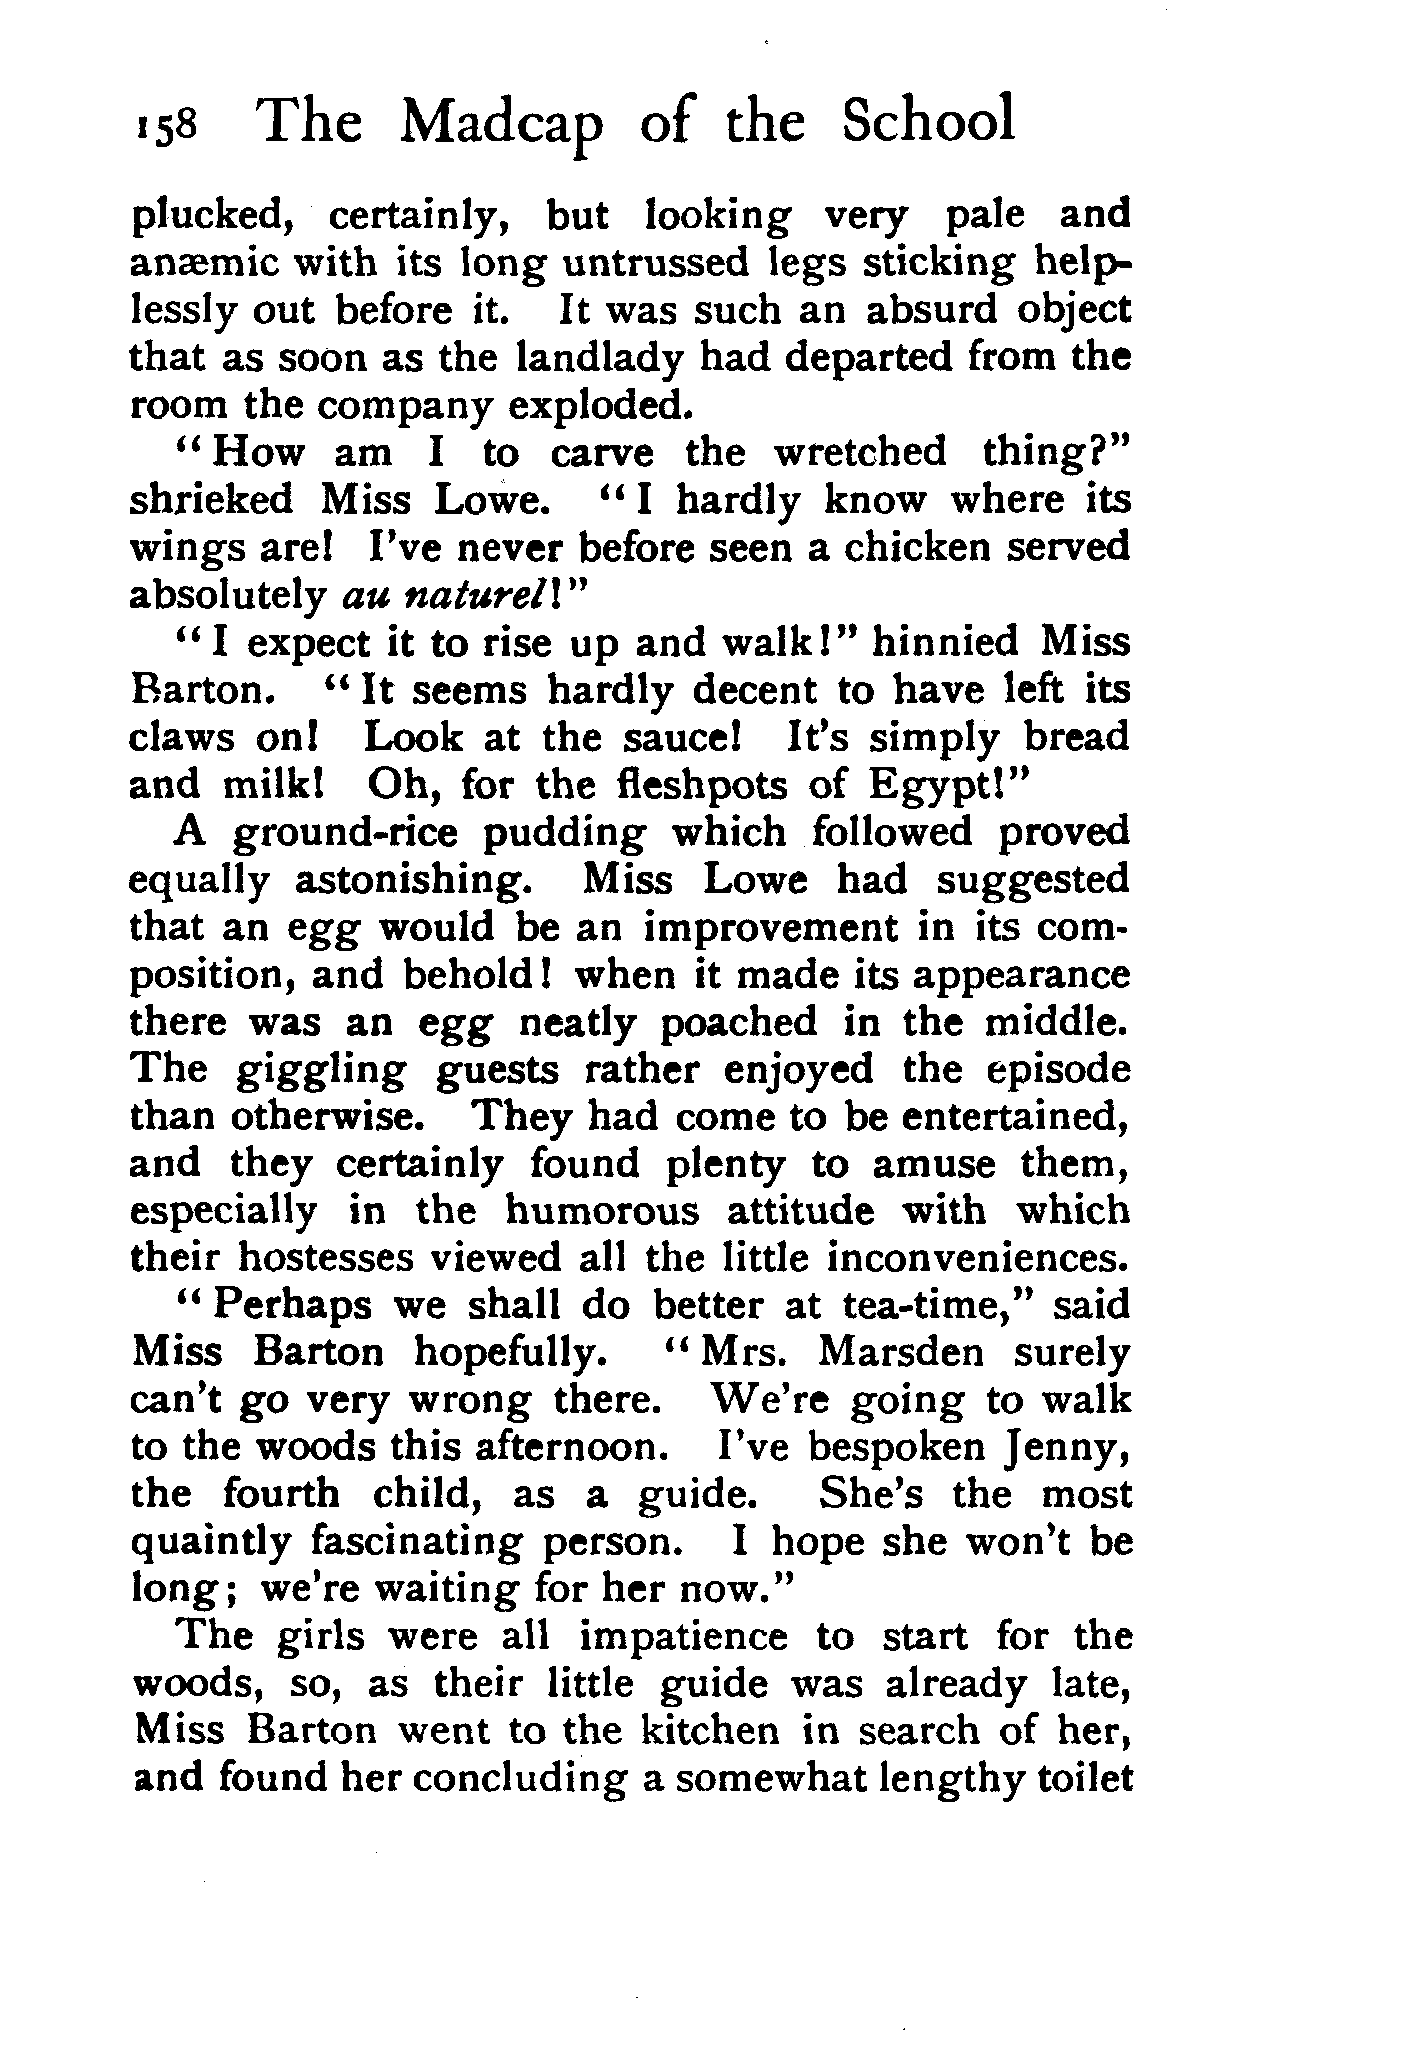 158 The Madcap of the School
plucked, certainly, but looking very pale and
anæmic with its long untrussed legs sticking help-
lessly out before it. It was such an absurd object
that as soon as the landlady had departed from the
room the company exploded.
“How am I to carve the wretched thing?”
shrieked Miss Lowe. “I hardly know where its
wings are! I've never before seen a chicken served
absolutely au naturel!”
“I expect it to rise up and walk!” hinnied Miss
Barton. “It seems hardly decent to have left its
claws on! Look at the sauce! It's simply bread
and milk! Oh, for the fleshpots of Egypt!”
A ground-rice pudding which followed proved
equally astonishing. Miss Lowe had suggested
that an egg would be an improvement in its com-
position, and behold! when it made its appearance
there was an egg neatly poached in the middle.
The giggling guests rather enjoyed the episode
than otherwise. They had come to be entertained,
and they certainly found plenty to amuse them,
especially in the humorous attitude with which
their hostesses viewed all the little inconveniences.
“Perhaps we shall do better at tea-time,” said
Miss Barton hopefully. “Mrs. Marsden surely
can't go very wrong there. We're going to walk
to the woods this afternoon. I've bespoken Jenny,
the fourth child, as a guide. She's the most
quaintly fascinating person. I hope she won't be
long; we're waiting for her now.”
The girls were all impatience to start for the
woods, so, as their little guide was already late,
Miss Barton went to the kitchen in search of her,
and found her concluding a somewhat lengthy toilet